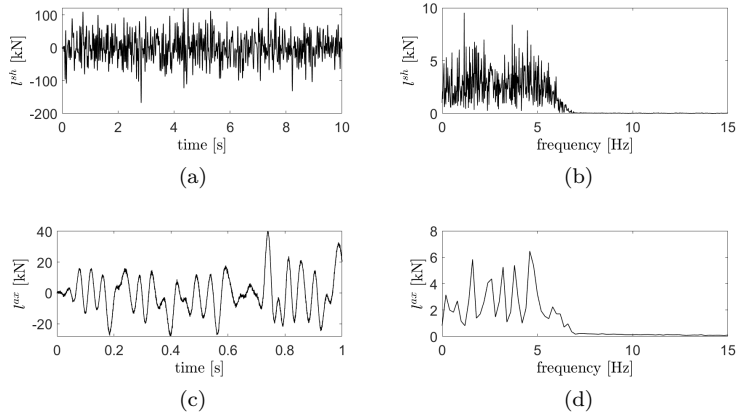 100
0
-100
-200
l^{sh} [kN]
0 2 4 6 8 10
time [s]
(a)
10
5
0
l^{sh} [kN]
0 5 10 15
frequency [Hz]
(b)
40
20
0
-20
l^{ax} [kN]
0 0.2 0.4 0.6 0.8 1
time [s]
(c)
8
6
4
2
0
l^{ax} [kN]
0 5 10 15
frequency [Hz]
(d)